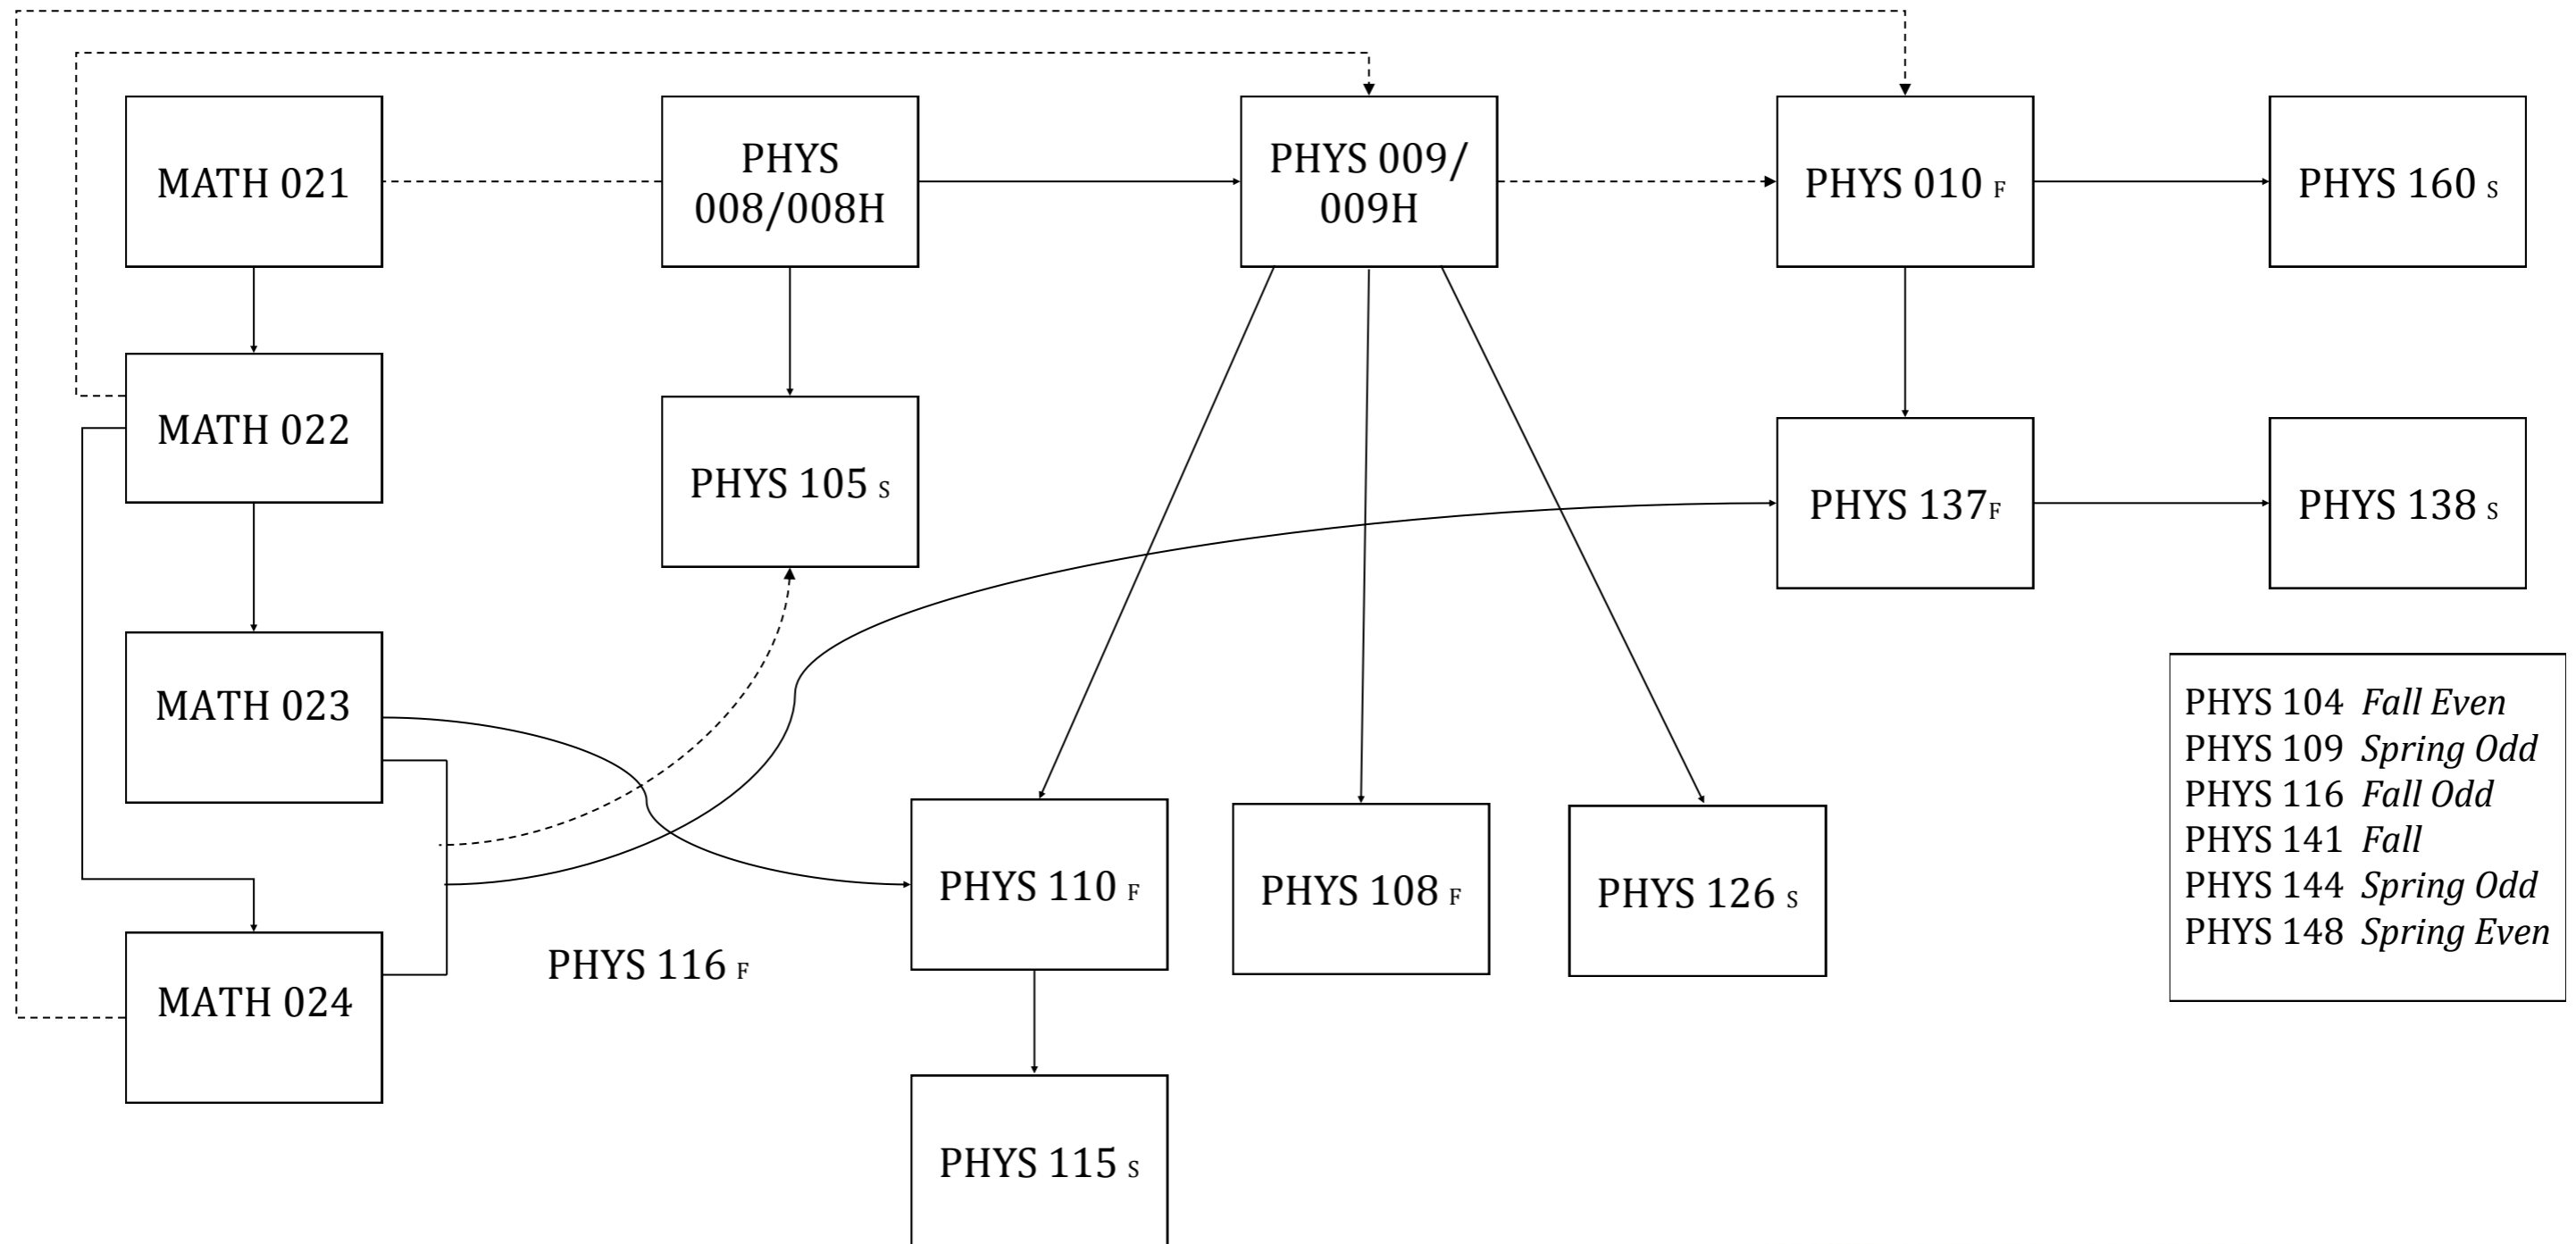 MATH 021
PHYS
008/008H
PHYS 009/
009H
PHYS 010 F
PHYS 160 S
MATH 022
PHYS 105 S
PHYS 137F
PHYS 138 S
MATH 023
PHYS 104 Fall Even
PHYS 109 Spring Odd
PHYS 116 Fall Odd
PHYS 141 Fall
PHYS 144 Spring Odd
PHYS 148 Spring Even
PHYS 110 F
PHYS 108 F
PHYS 126 S
PHYS 116 F
MATH 024
PHYS 115 S